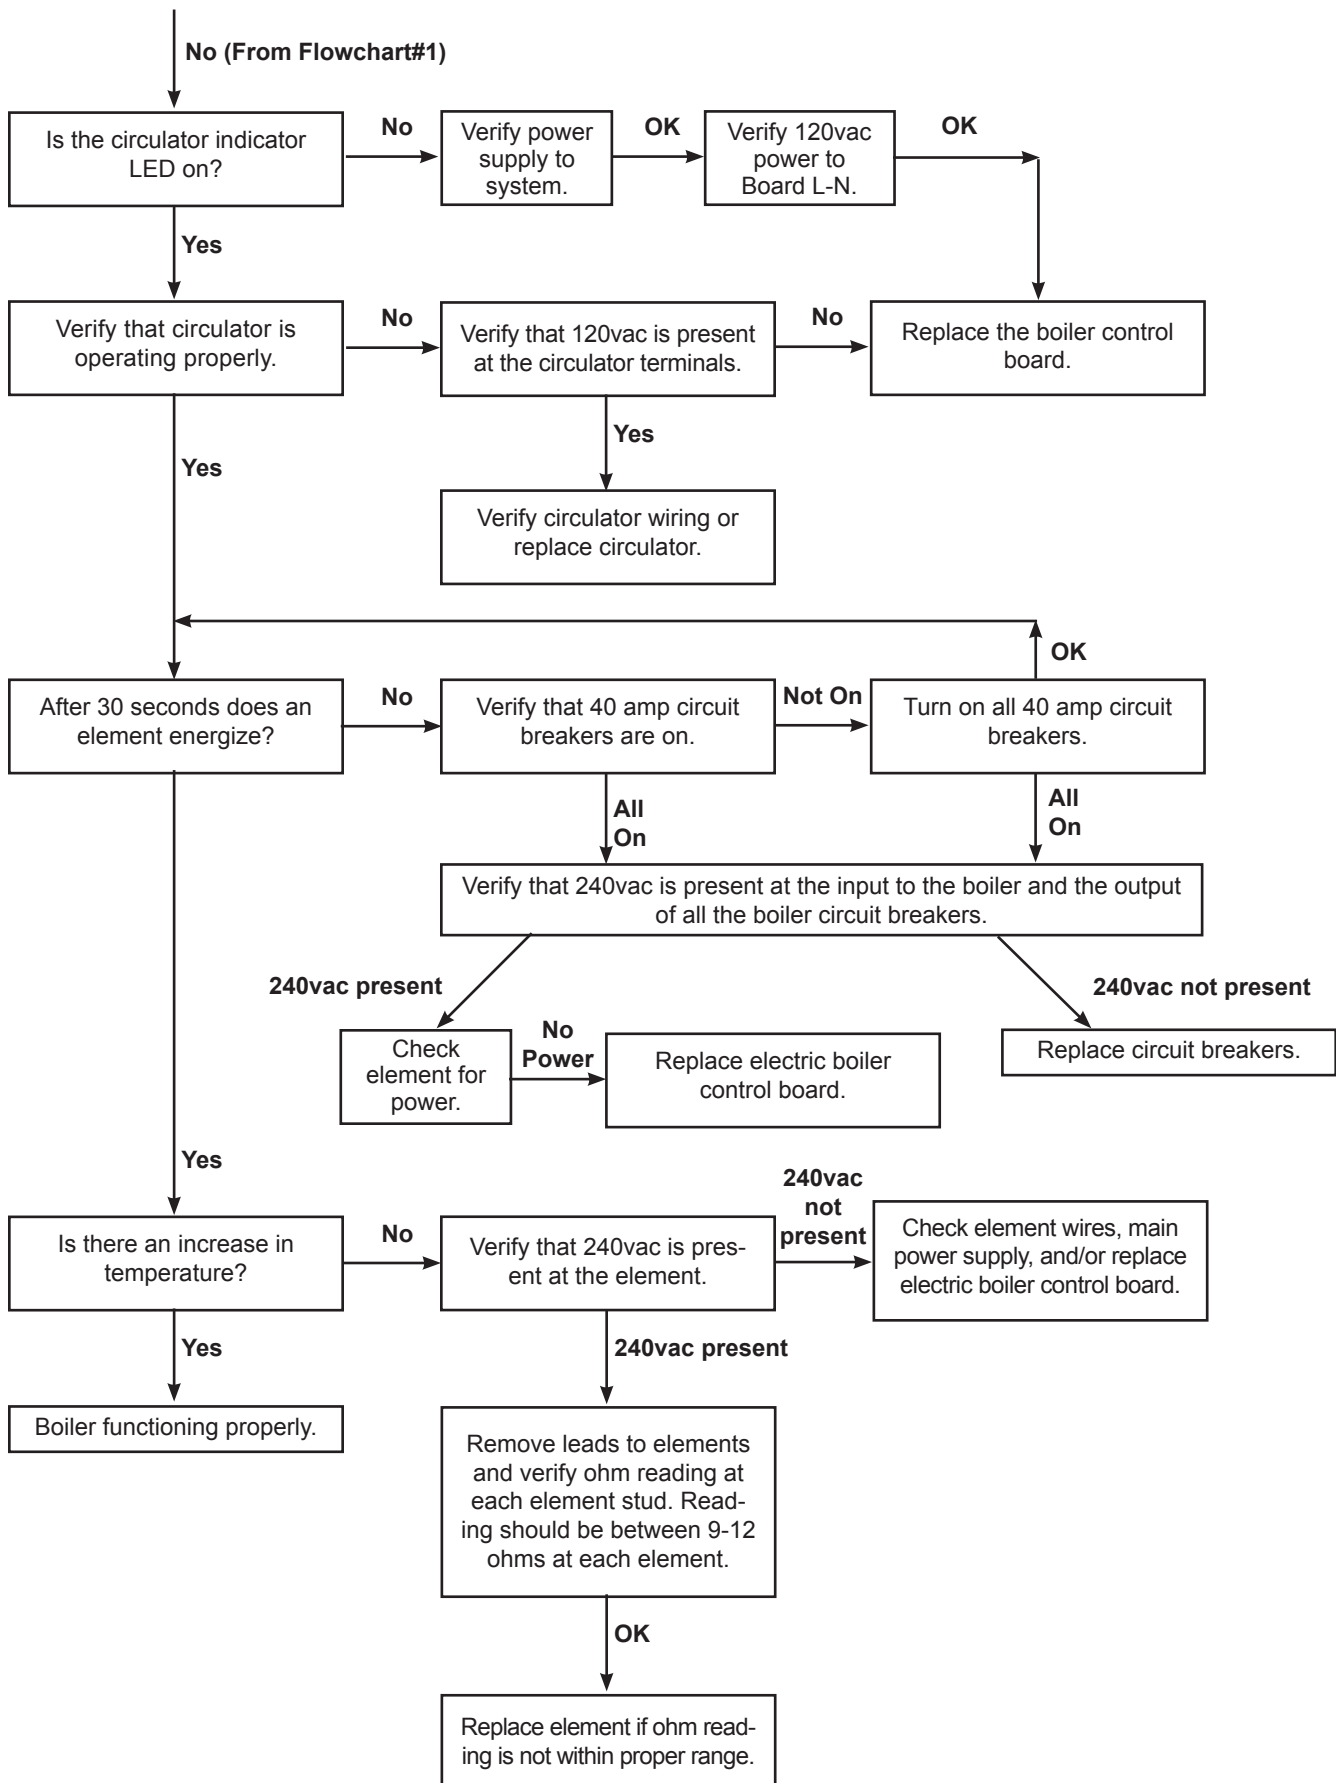 No (From Flowchart#1)
Is the circulator indicator
LED on?
No
Verify power
supply to
system.
OK
Verify 120vac
power to
Board L-N.
OK
Yes
Verify that circulator is
operating properly.
No
Verify that 120vac is present
at the circulator terminals.
No
Replace the boiler control
board.
Yes
Verify circulator wiring or
replace circulator.
Yes
OK
After 30 seconds does an
element energize?
No
Verify that 40 amp circuit
breakers are on.
Not On
Turn on all 40 amp circuit
breakers.
All
On
All
On
Verify that 240vac is present at the input to the boiler and the output
of all the boiler circuit breakers.
240vac present
240vac not present
Check
element for
power.
No
Power
Replace electric boiler
control board.
Replace circuit breakers.
Yes
Is there an increase in
temperature?
No
Verify that 240vac is pres-
ent at the element.
240vac
not
present
Check element wires, main
power supply, and/or replace
electric boiler control board.
Yes
240vac present
Boiler functioning properly.
Remove leads to elements
and verify ohm reading at
each element stud. Read-
ing should be between 9-12
ohms at each element.
OK
Replace element if ohm read-
ing is not within proper range.